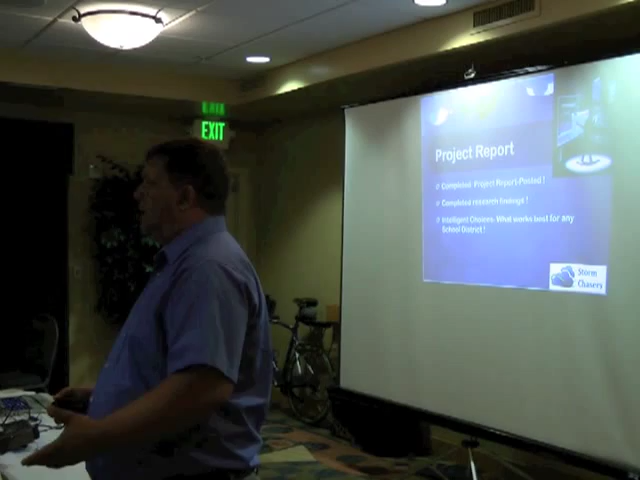 EXIT
Project Report
Completed Project Report-Posted !
Completed research findings !
Intelligent Choices: What works best for any
School District !
Storm
Chasers